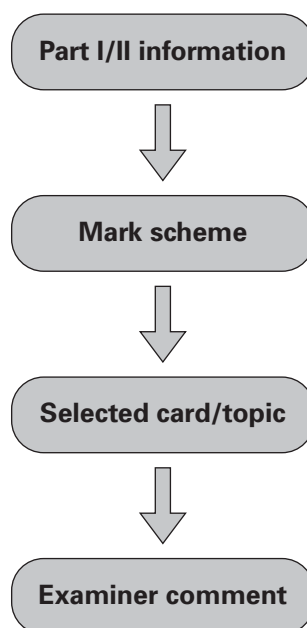 Part I/II information
Mark scheme
Selected card/topic
Examiner comment